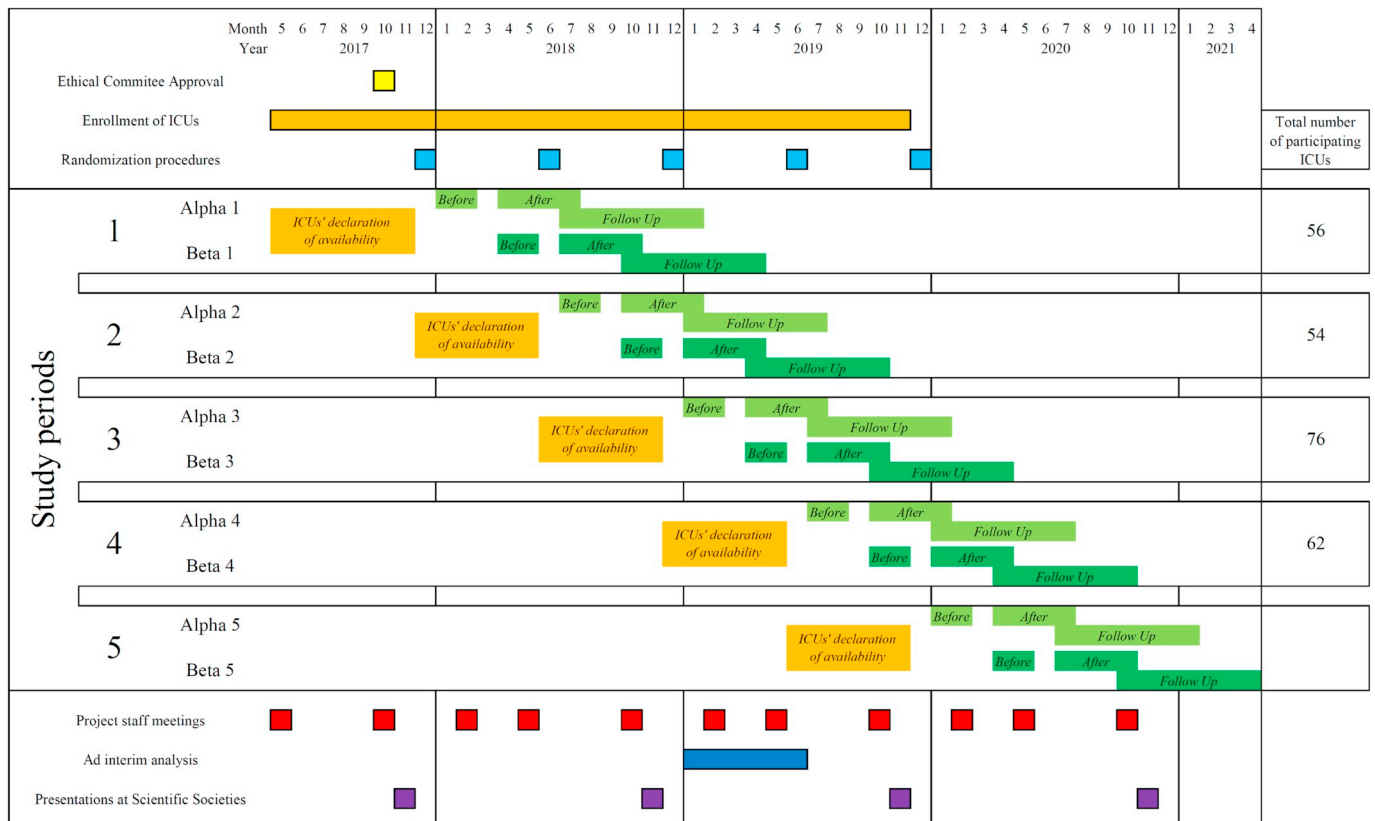 Month 5 6 7 8 9 10 11 12 1 2 3 4 5 6 7 8 9 10 11 12 1 2 3 4 5 6 7 8 9 10 11 12 1 2 3 4 5 6 7 8 9 10 11 12 1 2 3 4
Year 2017 2018 2019 2020 2021
Ethical Commitee Approval
Enrollment of ICUs
Total number
of participating
ICUs
Randomization procedures
Study periods
1
Alpha 1
Before After
ICUs' declaration
of availability
Follow Up
56
Beta 1
Before After
Follow Up
2
Alpha 2
Before After
ICUs' declaration
of availability
Follow Up
54
Beta 2
Before After
Follow Up
3
Alpha 3
Before After
ICUs' declaration
of availability
Follow Up
76
Beta 3
Before After
Follow Up
4
Alpha 4
Before After
ICUs' declaration
of availability
Follow Up
62
Beta 4
Before After
Follow Up
5
Alpha 5
Before After
ICUs' declaration
of availability
Follow Up
Beta 5
Before After
Follow Up
Project staff meetings
Ad interim analysis
Presentations at Scientific Societies